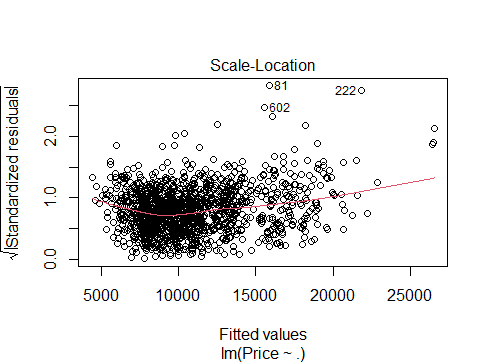 Scale-Location
√|Standardized residuals|
0.0
1.0
2.0
81
222
602
5000 10000 15000 20000 25000
Fitted values
lm(Price ~ .)